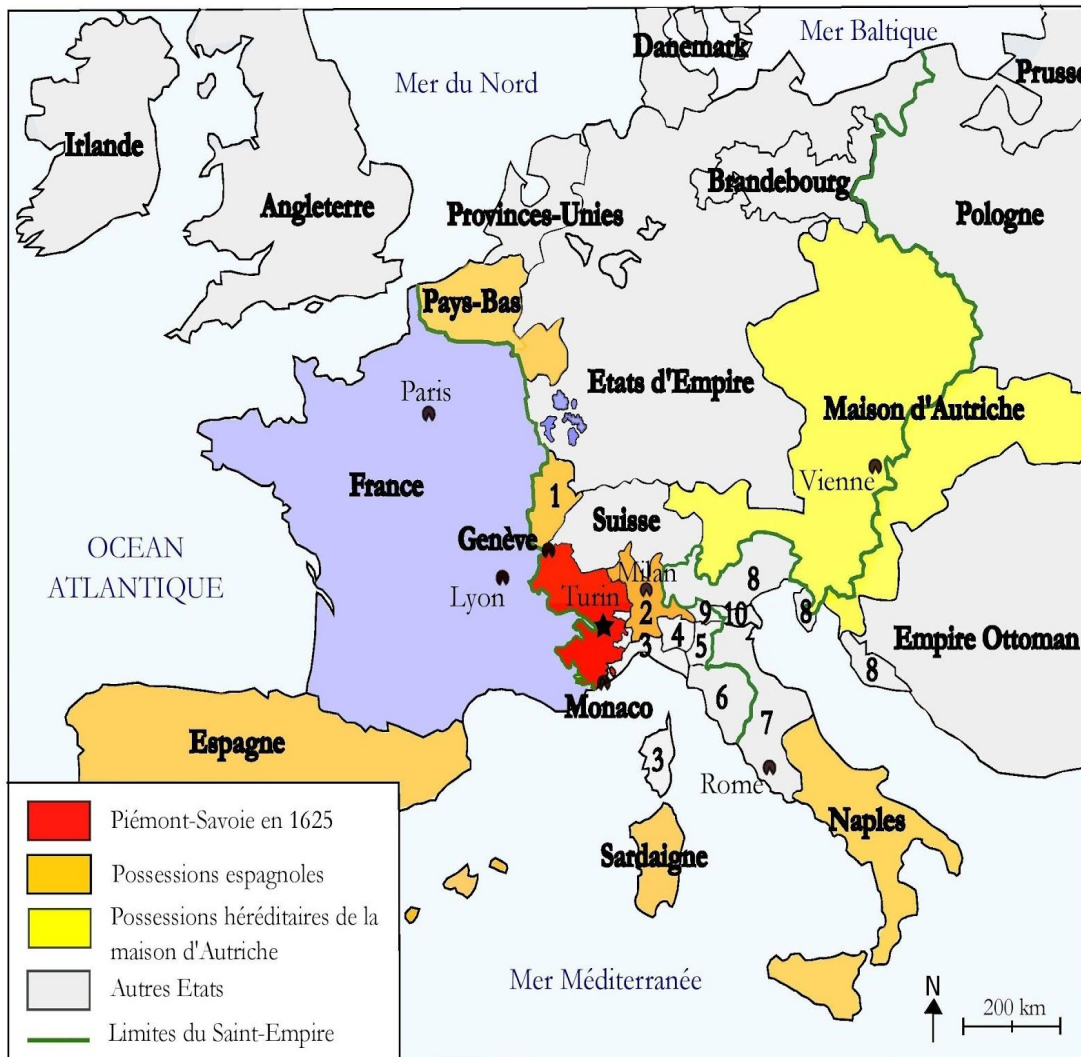 Danemark
Mer Baltique
Prusse
Mer du Nord
Irlande
Angleterre
Provinces-Unies
Brandebourg
Pologne
Pays-Bas
Paris
Etats d'Empire
Maison d'Autriche
Vienne
France
1
Suisse
Genève
OCEAN
ATLANTIQUE
Lyon
Turin
Milan
2
8
9
10
8
3
4
5
Empire Ottoman
8
6
7
Monaco
Espagne
3
Rome
Naples
Sardaigne
Piémont-Savoie en 1625
Possessions espagnoles
Possessions héréditaires de la
maison d'Autriche
Autres Etats
Limites du Saint-Empire
Mer Méditerranée
N
200 km